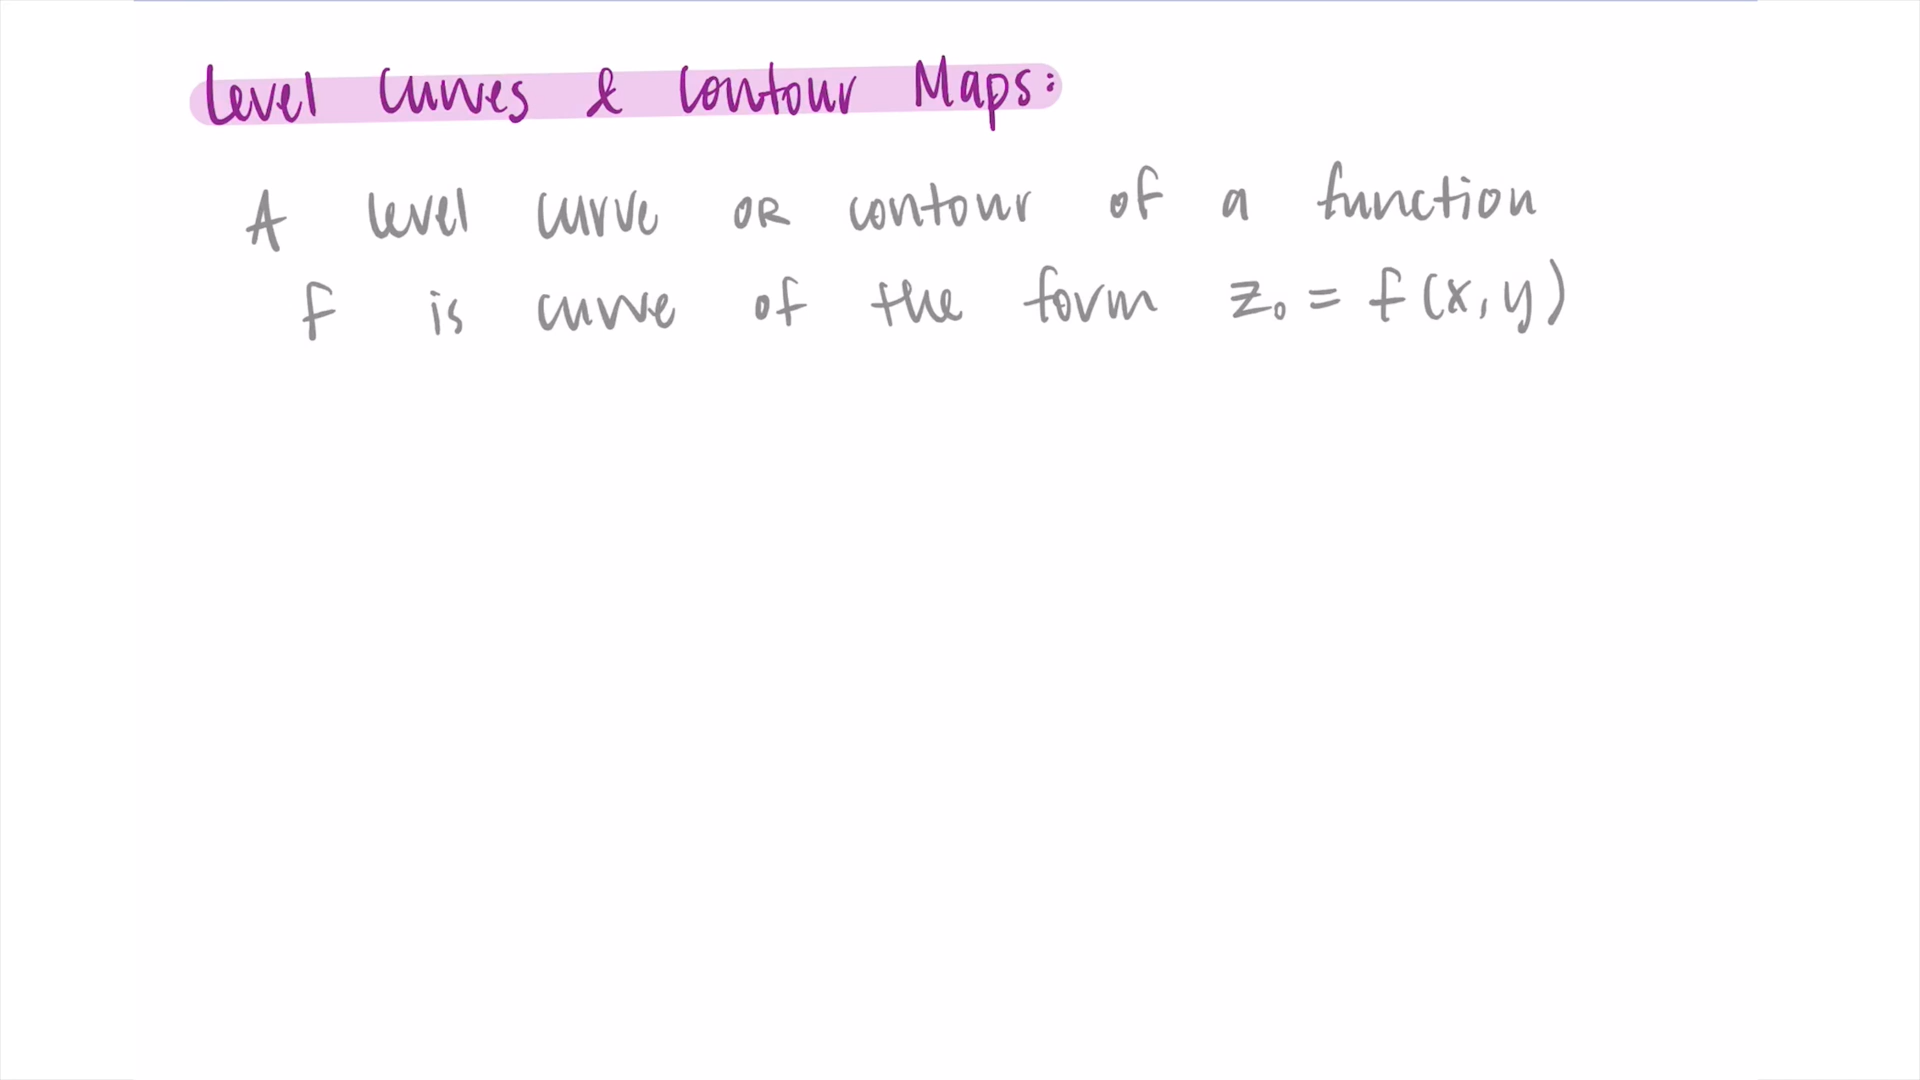 Level Curves & Contour Maps:
A level curve OR contour of a function
f is curve of the form z₀ = f(x,y)